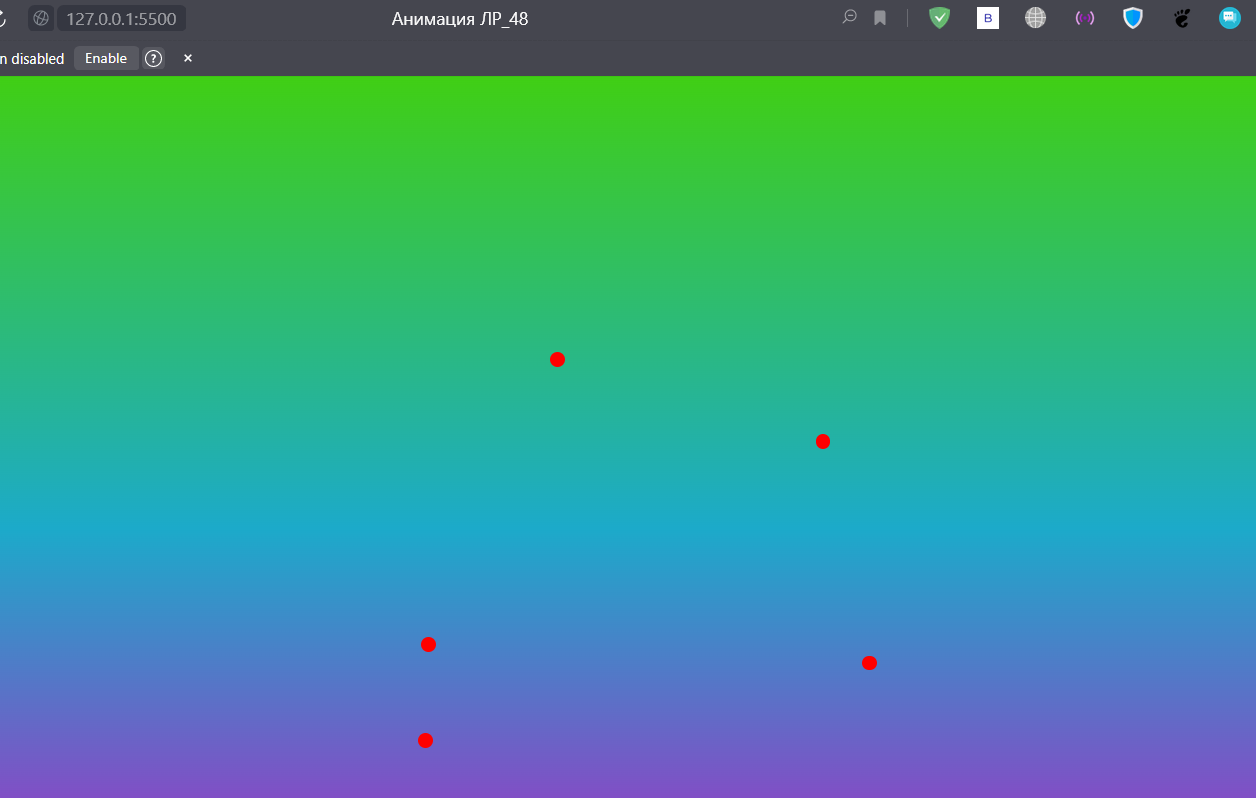 127.0.0.1:5500
Анимация ЛР_48
B
n disabled
Enable
?